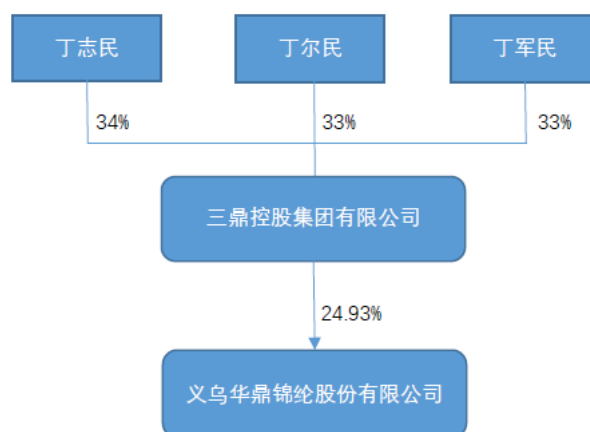 丁志民
丁尔民
丁军民
34%
33%
33%
三鼎控股集团有限公司
24.93%
义乌华鼎锦纶股份有限公司